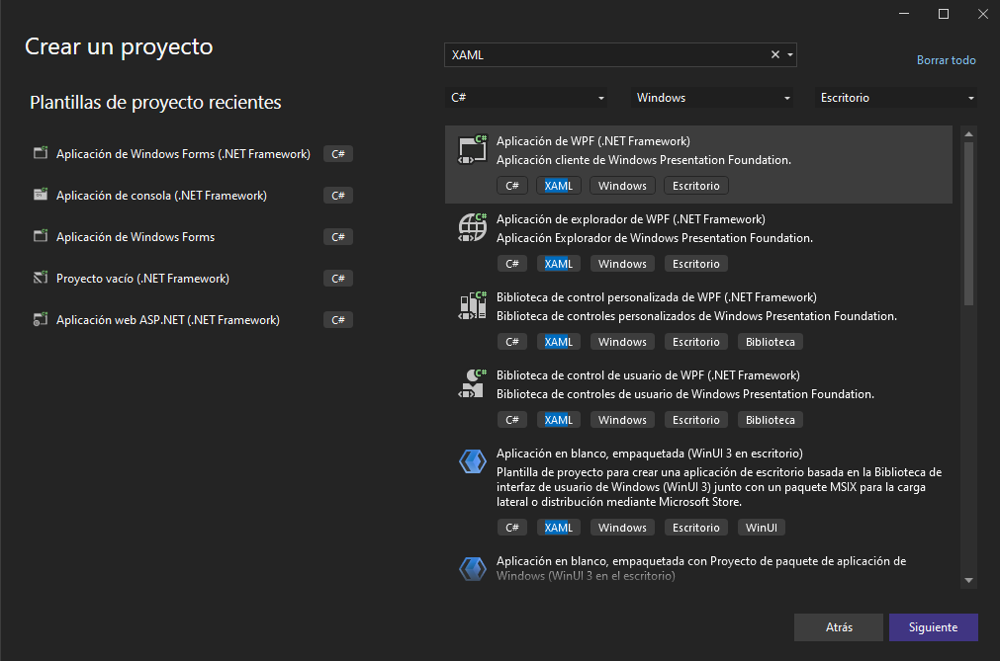 Crear un proyecto
Plantillas de proyecto recientes
Aplicación de Windows Forms (.NET Framework) C#
Aplicación de consola (.NET Framework) C#
Aplicación de Windows Forms C#
Proyecto vacío (.NET Framework) C#
Aplicación web ASP.NET (.NET Framework) C#
XAML
Borrar todo
C# Windows Escritorio
Aplicación de WPF (.NET Framework)
Aplicación cliente de Windows Presentation Foundation.
C# XAML Windows Escritorio
Aplicación de explorador de WPF (.NET Framework)
Aplicación Explorador de Windows Presentation Foundation.
C# XAML Windows Escritorio
Biblioteca de control personalizada de WPF (.NET Framework)
Biblioteca de controles personalizados de Windows Presentation Foundation.
C# XAML Windows Escritorio Biblioteca
Biblioteca de control de usuario de WPF (.NET Framework)
Biblioteca de controles de usuario de Windows Presentation Foundation.
C# XAML Windows Escritorio Biblioteca
Aplicación en blanco, empaquetada (WinUI 3 en escritorio)
Plantilla de proyecto para crear una aplicación de escritorio basada en la Biblioteca de
interfaz de usuario de Windows (WinUI 3) junto con un paquete MSIX para la carga
lateral o distribución mediante Microsoft Store.
C# XAML Windows Escritorio WinUI
Aplicación en blanco, empaquetada con Proyecto de paquete de aplicación de
Windows (WinUI 3 en el escritorio)
Atrás Siguiente